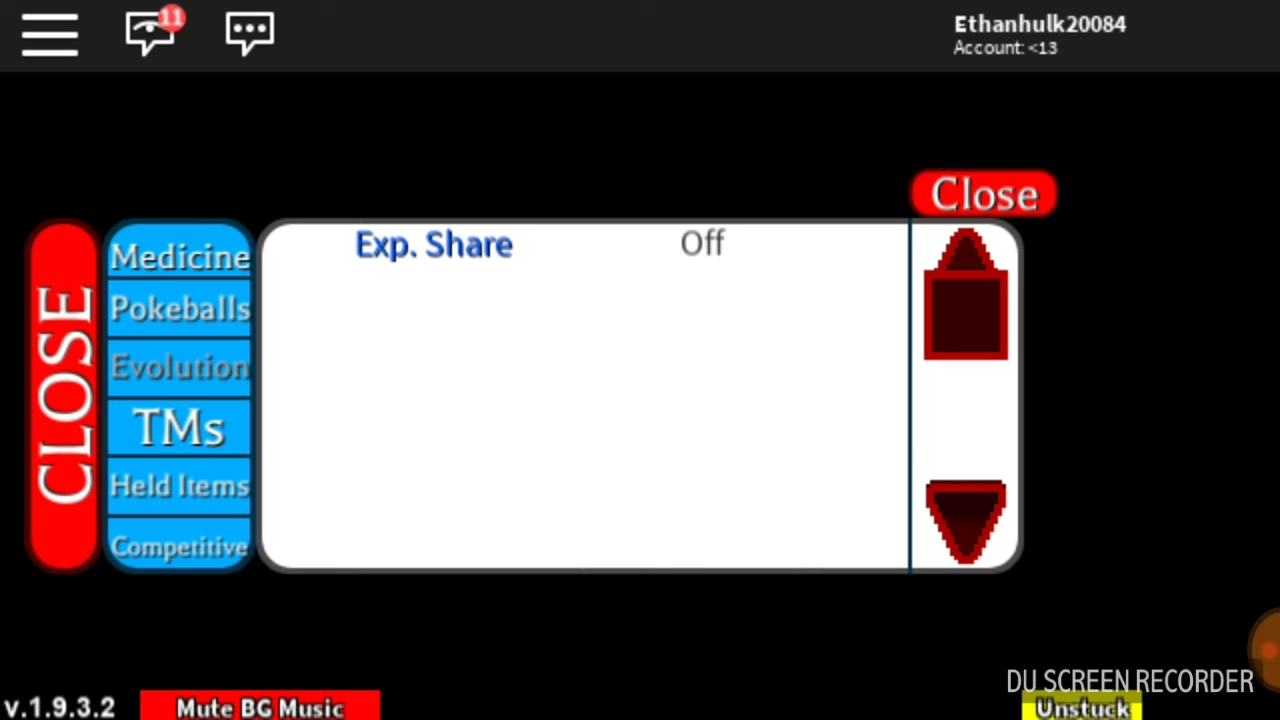 11
Ethanhulk20084
Account: <13
Close
CLOSE
Medicine
Pokeballs
Evolution
TMs
Held Items
Competitive
Exp. Share Off
DU SCREEN RECORDER
v.1.9.3.2
Mute BG Music
Unstuck